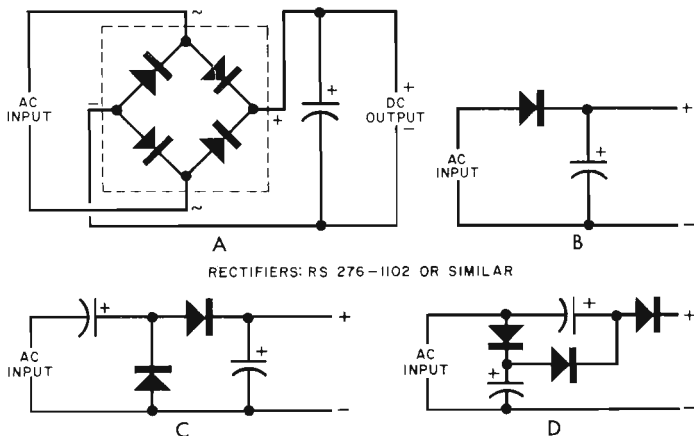 ~
AC
INPUT
−
+
~
+
+
DC
OUTPUT
−
A
AC
INPUT
+
+
−
B
RECTIFIERS: RS 276-1102 OR SIMILAR
AC
INPUT
+
+
+
−
C
AC
INPUT
+
+
+
−
D